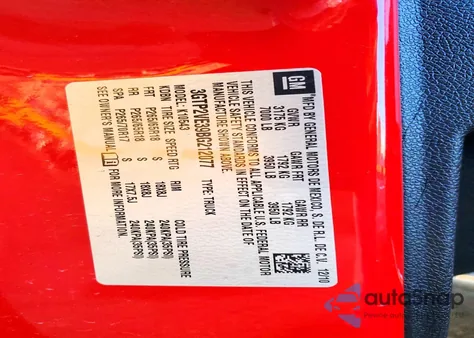 GM
MFD BY GENERAL MOTORS DE MEXICO, S. DE R.L. DE C.V. 12/10
GVWR GAWR FRT GAWR RR
3175 KG 1792 KG 1792 KG
7000 LB 3950 LB 3950 LB
THIS VEHICLE CONFORMS TO ALL APPLICABLE U.S. FEDERAL MOTOR
VEHICLE SAFETY STANDARDS IN EFFECT ON THE DATE OF
MANUFACTURE SHOWN ABOVE.
TYPE: TRUCK
MODEL: K10543
TIRE SIZE SPEED RTG RIM COLD TIRE PRESSURE
FRT P265/65R18 S 18X8J 240KPA(35PSI)
RR P265/65R18 S 18X8J 240KPA(35PSI)
SPA P265/70R17 S 17X7.5J 240KPA(35PSI)
SEE OWNER'S MANUAL FOR MORE INFORMATION.
autoSnap